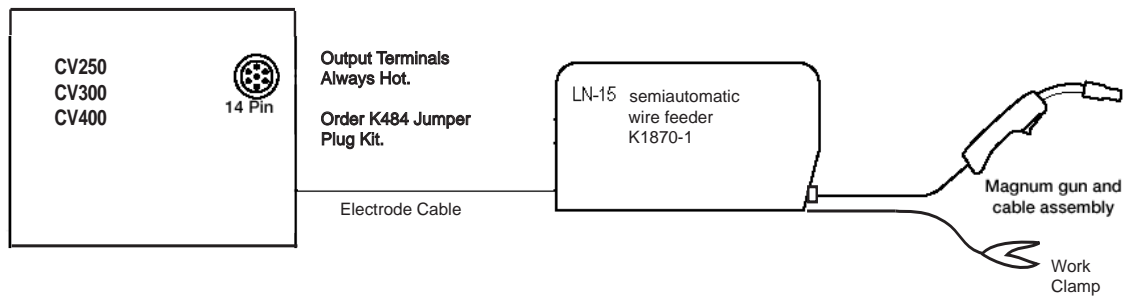 CV250
CV300
CV400
14 Pin
Output Terminals
Always Hot.
Order K484 Jumper
Plug Kit.
Electrode Cable
LN-15 semiautomatic
wire feeder
K1870-1
Magnum gun and
cable assembly
Work
Clamp